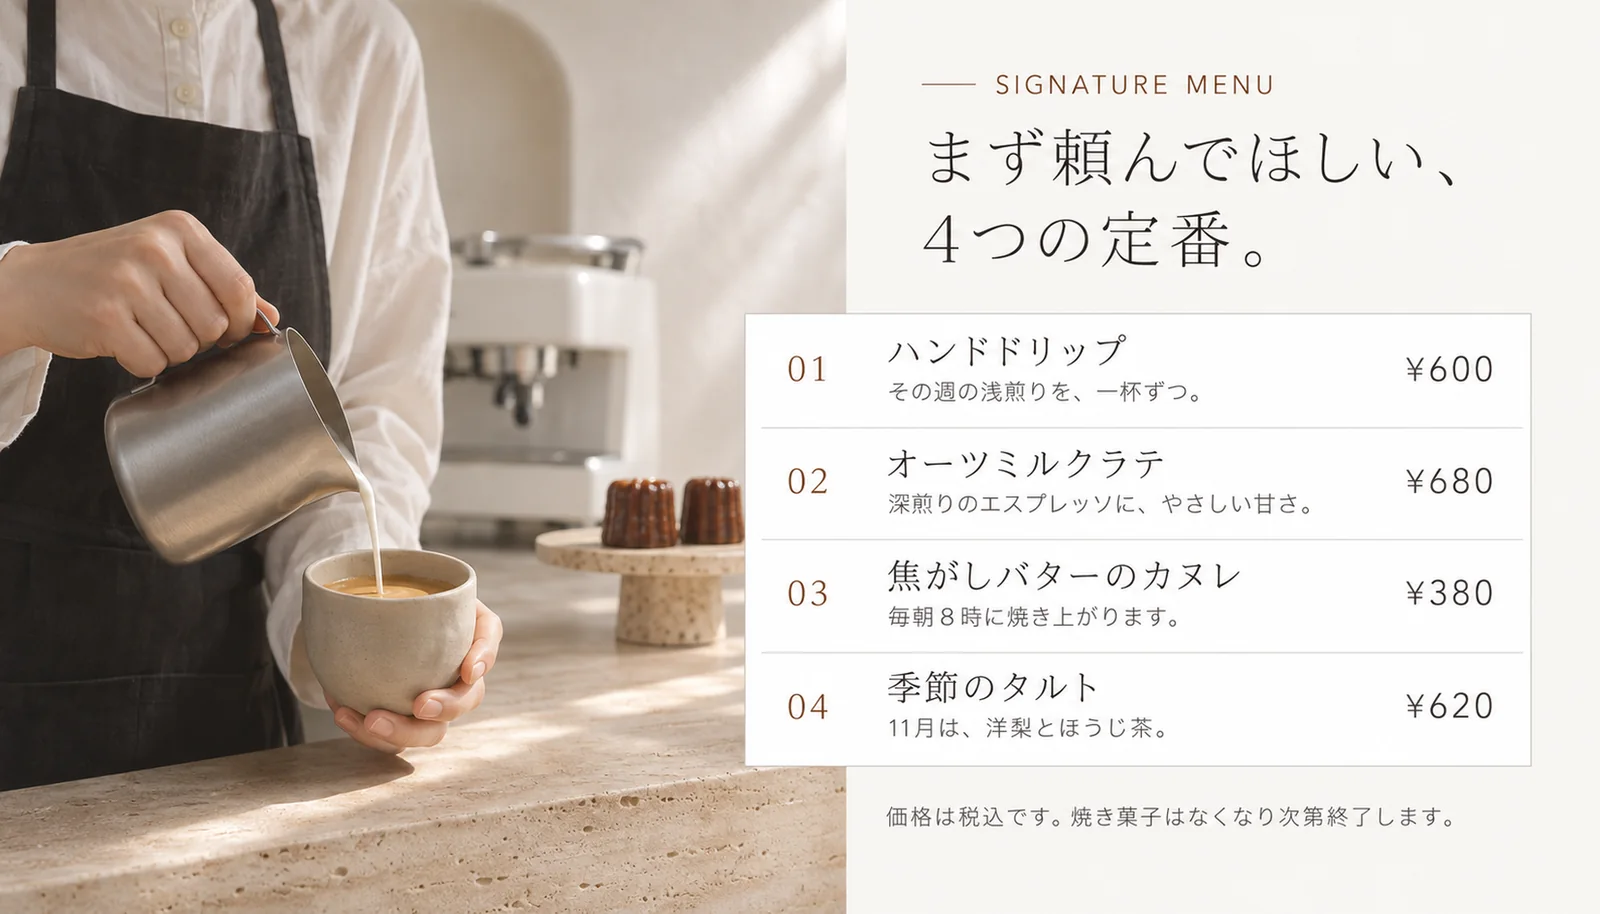 SIGNATURE MENU
まず頼んでほしい、
4つの定番。
01
ハンドドリップ
その週の浅煎りを、一杯ずつ。
¥600
02
オーツミルクラテ
深煎りのエスプレッソに、やさしい甘さ。
¥680
03
焦がしバターのカヌレ
毎朝8時に焼き上がります。
¥380
04
季節のタルト
11月は、洋梨とほうじ茶。
¥620
価格は税込です。焼き菓子はなくなり次第終了します。